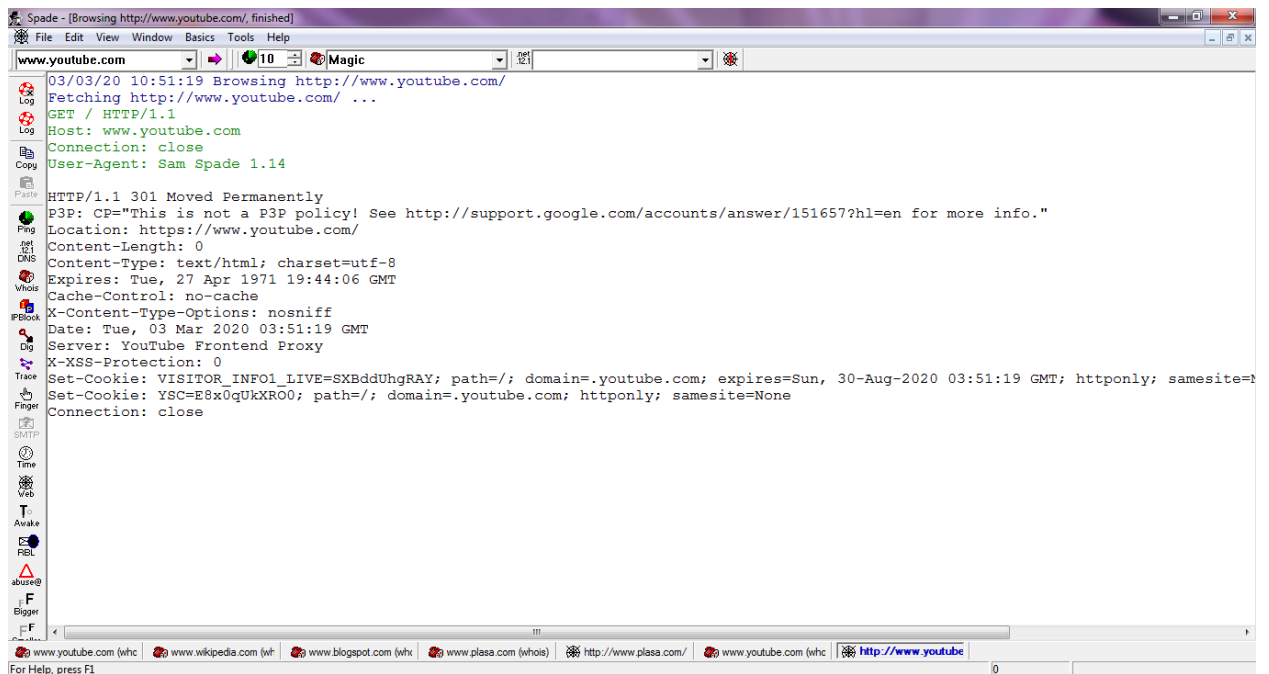 Spade - [Browsing http://www.youtube.com/, finished]
File Edit View Window Basics Tools Help
www.youtube.com 10 Magic .net 12.1
Log
Log
Copy
Paste
Ping
.net 12.1 DNS
Whois
IPBlock
Dig
Trace
Finger
SMTP
Time
Web
Awake
RBL
abuse@
Bigger
03/03/20 10:51:19 Browsing http://www.youtube.com/
Fetching http://www.youtube.com/ ...
GET / HTTP/1.1
Host: www.youtube.com
Connection: close
User-Agent: Sam Spade 1.14
HTTP/1.1 301 Moved Permanently
P3P: CP="This is not a P3P policy! See http://support.google.com/accounts/answer/151657?hl=en for more info."
Location: https://www.youtube.com/
Content-Length: 0
Content-Type: text/html; charset=utf-8
Expires: Tue, 27 Apr 1971 19:44:06 GMT
Cache-Control: no-cache
X-Content-Type-Options: nosniff
Date: Tue, 03 Mar 2020 03:51:19 GMT
Server: YouTube Frontend Proxy
X-XSS-Protection: 0
Set-Cookie: VISITOR_INFO1_LIVE=SXBddUhgRAY; path=/; domain=.youtube.com; expires=Sun, 30-Aug-2020 03:51:19 GMT; httponly; samesite=
Set-Cookie: YSC=E8x0qUkXRO0; path=/; domain=.youtube.com; httponly; samesite=None
Connection: close
www.youtube.com (whc www.wikipedia.com (wh www.blogspot.com (whc www.plasa.com (whois) http://www.plasa.com/ www.youtube.com (whc http://www.youtube
For Help, press F1 0